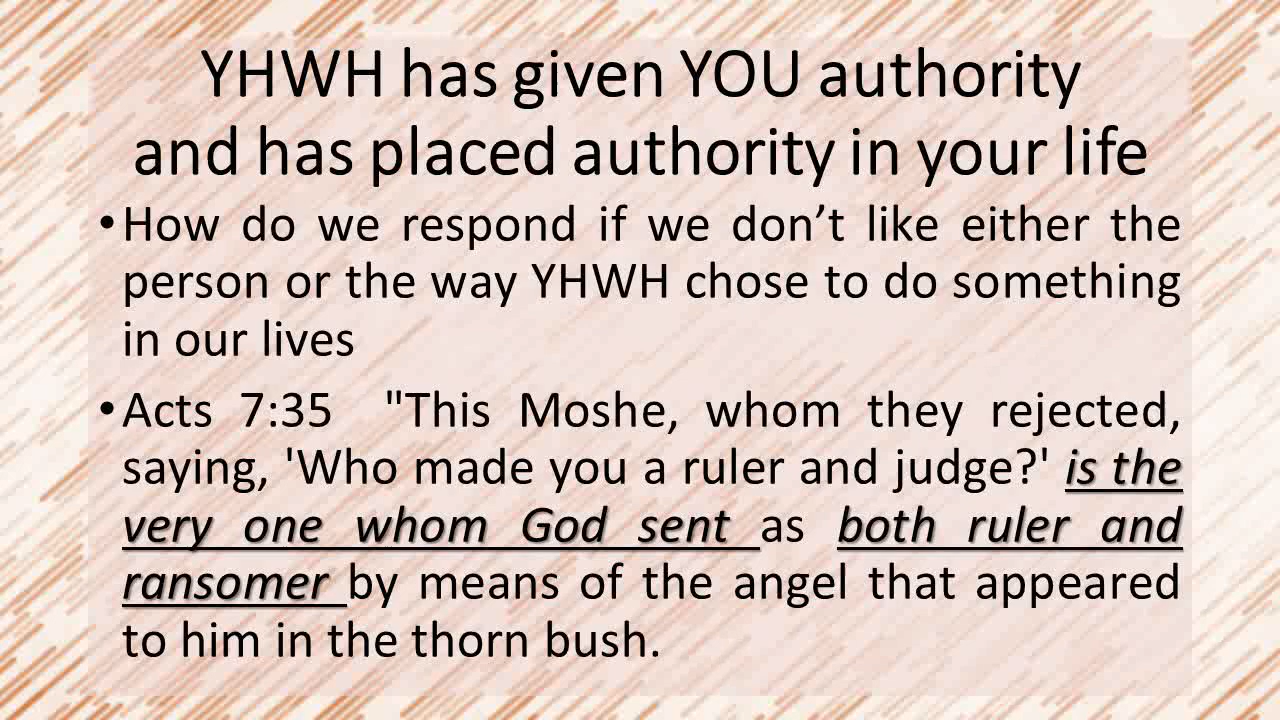 YHWH has given YOU authority
and has placed authority in your life
•How do we respond if we don’t like either the
person or the way YHWH chose to do something
in our lives
•Acts 7:35 "This Moshe, whom they rejected,
saying, 'Who made you a ruler and judge?' is the
very one whom God sent as both ruler and
ransomer by means of the angel that appeared
to him in the thorn bush.